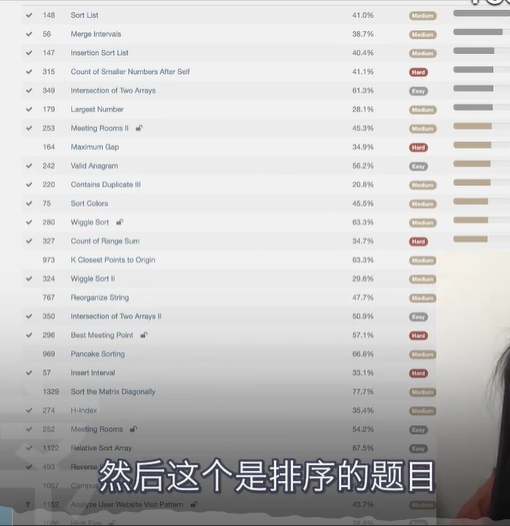 148 Sort List 41.0% Medium
56 Merge Intervals 38.7% Medium
147 Insertion Sort List 40.4% Medium
315 Count of Smaller Numbers After Self 41.1% Hard
349 Intersection of Two Arrays 61.3% Easy
179 Largest Number 28.1% Medium
253 Meeting Rooms II 45.3% Medium
164 Maximum Gap 34.9% Hard
242 Valid Anagram 56.2% Easy
220 Contains Duplicate III 20.8% Medium
75 Sort Colors 45.5% Medium
280 Wiggle Sort 63.3% Medium
327 Count of Range Sum 34.7% Hard
973 K Closest Points to Origin 63.3% Medium
324 Wiggle Sort II 29.6% Medium
767 Reorganize String 47.7% Medium
350 Intersection of Two Arrays II 50.9% Easy
296 Best Meeting Point 57.1% Hard
969 Pancake Sorting 66.8% Medium
57 Insert Interval 33.1% Hard
1329 Sort the Matrix Diagonally 77.7% Medium
274 H-Index 35.4% Medium
252 Meeting Rooms 54.2% Easy
1122 Relative Sort Array 67.5% Easy
493 Reverse
1057 Campus
然后这个是排序的题目
? 1152 Analyze User Website Visit Pattern 43.7% Medium
1086 High Five